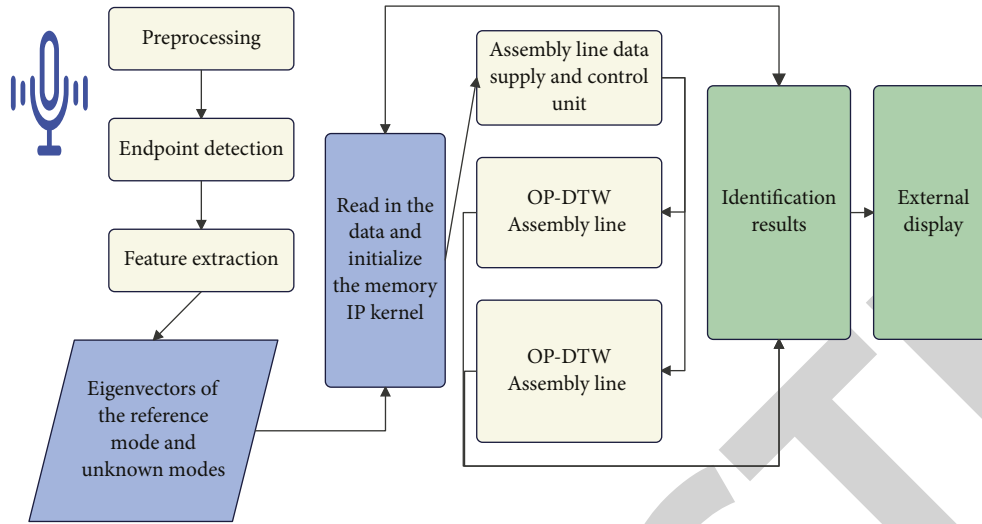 Preprocessing
Endpoint detection
Feature extraction
Eigenvectors of
the reference
mode and
unknown modes
Read in the
data and
initialize
the memory
IP kernel
Assembly line data
supply and control
unit
OP-DTW
Assembly line
OP-DTW
Assembly line
Identification
results
External
display